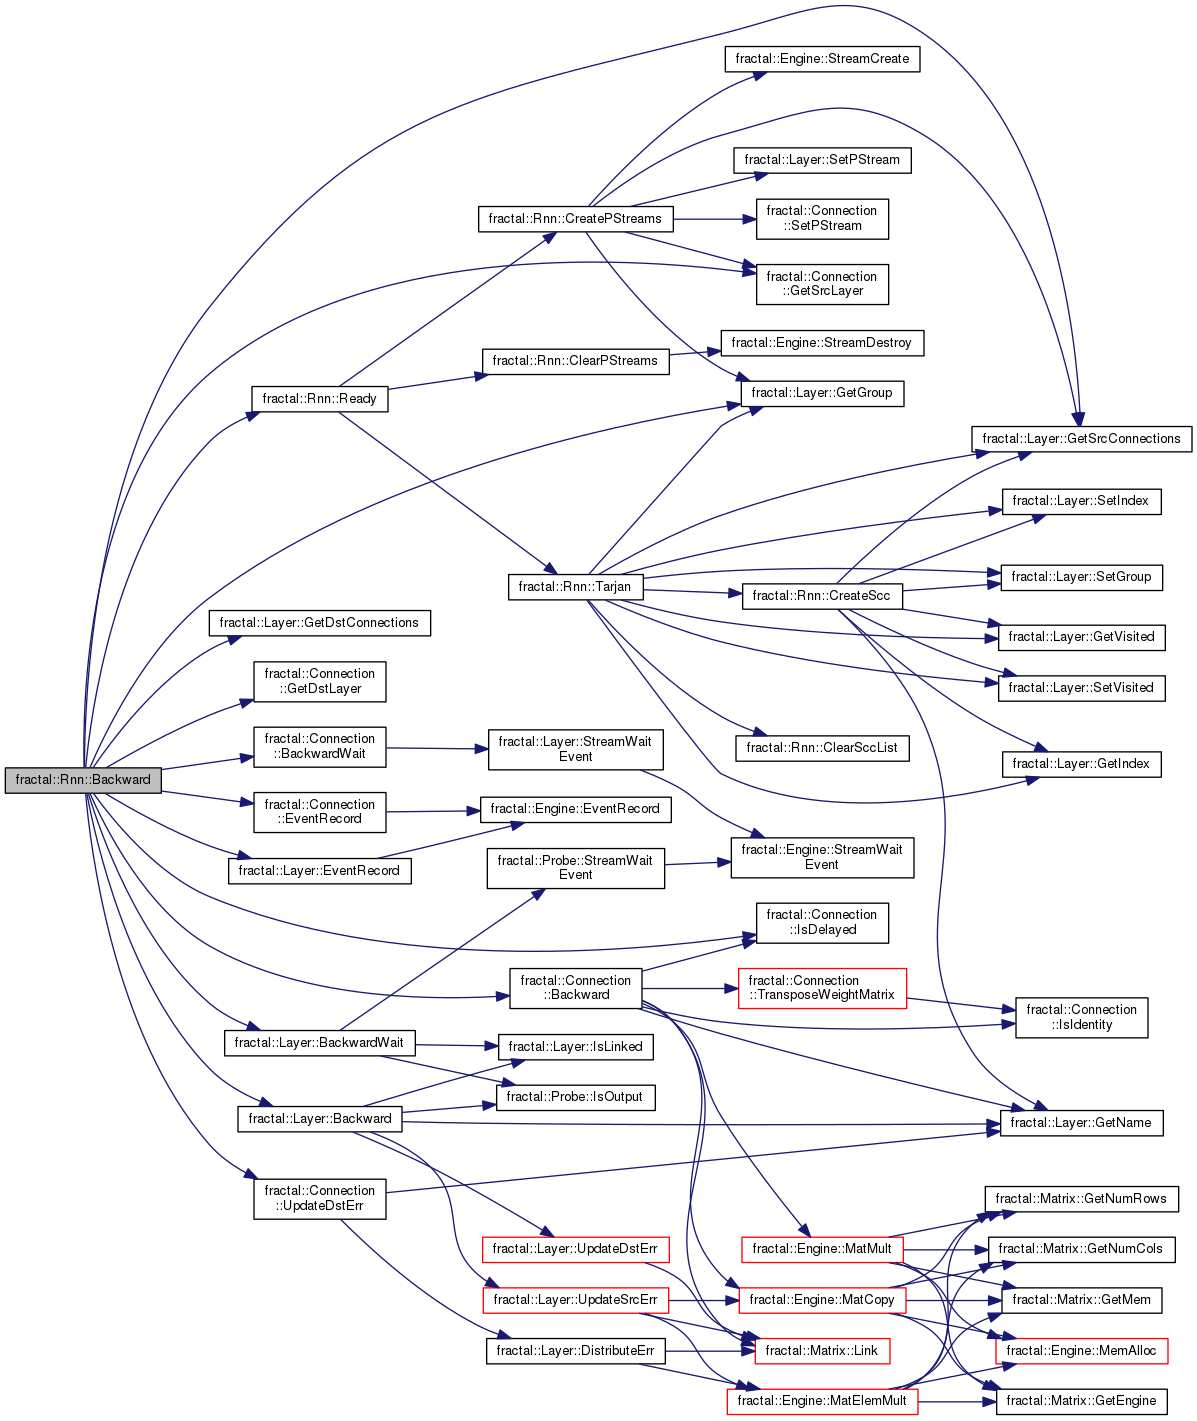 fractal::Engine::StreamCreate
fractal::Layer::SetPStream
fractal::Rnn::CreatePStreams
fractal::Connection
::SetPStream
fractal::Connection
::GetSrcLayer
fractal::Engine::StreamDestroy
fractal::Rnn::ClearPStreams
fractal::Rnn::Ready
fractal::Layer::GetGroup
fractal::Layer::GetSrcConnections
fractal::Layer::SetIndex
fractal::Rnn::Tarjan
fractal::Rnn::CreateScc
fractal::Layer::SetGroup
fractal::Layer::GetDstConnections
fractal::Layer::GetVisited
fractal::Connection
::GetDstLayer
fractal::Layer::SetVisited
fractal::Connection
::BackwardWait
fractal::Layer::StreamWait
Event
fractal::Rnn::ClearSccList
fractal::Layer::GetIndex
fractal::Rnn::Backward
fractal::Connection
::EventRecord
fractal::Engine::EventRecord
fractal::Layer::EventRecord
fractal::Probe::StreamWait
Event
fractal::Engine::StreamWait
Event
fractal::Connection
::IsDelayed
fractal::Connection
::Backward
fractal::Connection
::TransposeWeightMatrix
fractal::Connection
::IsIdentity
fractal::Layer::BackwardWait
fractal::Layer::IsLinked
fractal::Probe::IsOutput
fractal::Layer::Backward
fractal::Layer::GetName
fractal::Connection
::UpdateDstErr
fractal::Matrix::GetNumRows
fractal::Layer::UpdateDstErr
fractal::Engine::MatMult
fractal::Matrix::GetNumCols
fractal::Layer::UpdateSrcErr
fractal::Engine::MatCopy
fractal::Matrix::GetMem
fractal::Layer::DistributeErr
fractal::Matrix::Link
fractal::Engine::MemAlloc
fractal::Engine::MatElemMult
fractal::Matrix::GetEngine